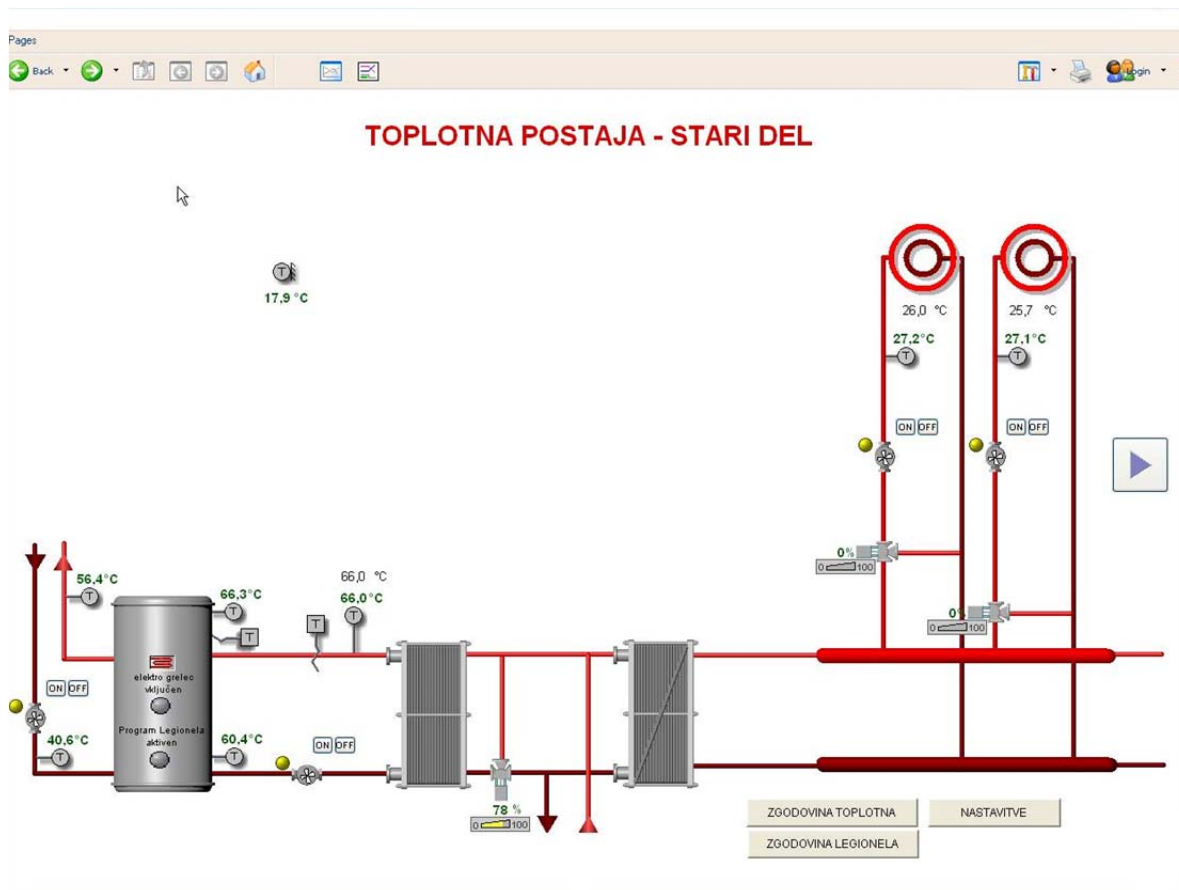 Pages
Back
Login
TOPLOTNA POSTAJA - STARI DEL
T
17,9 °C
26,0 °C
25,7 °C
27,2°C
27,1°C
T
T
ON OFF
ON OFF
0%
0 100
0%
0 100
56,4°C
T
66,3°C
T
T
T
66,0 °C
66,0°C
T
elektro grelec
vključen
Program Legionela
aktiven
ON OFF
40,6°C
T
60,4°C
T
ON OFF
78 %
0 100
ZGODOVINA TOPLOTNA
NASTAVITVE
ZGODOVINA LEGIONELA